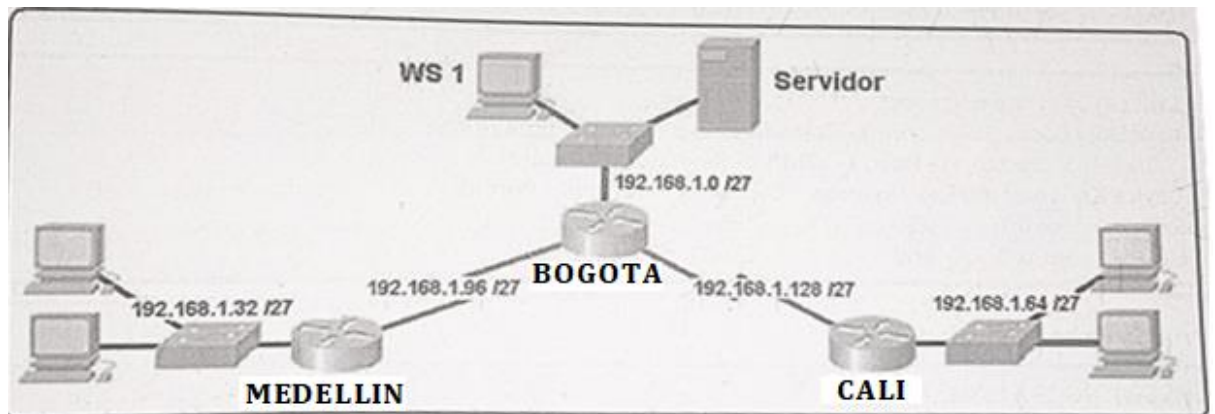 WS 1
Servidor
192.168.1.0 /27
BOGOTA
192.168.1.96 /27
192.168.1.128 /27
192.168.1.32 /27
192.168.1.64 /27
MEDELLIN
CALI